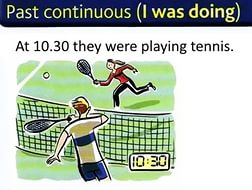 Past continuous (I was doing)
At 10.30 they were playing tennis.
10:30